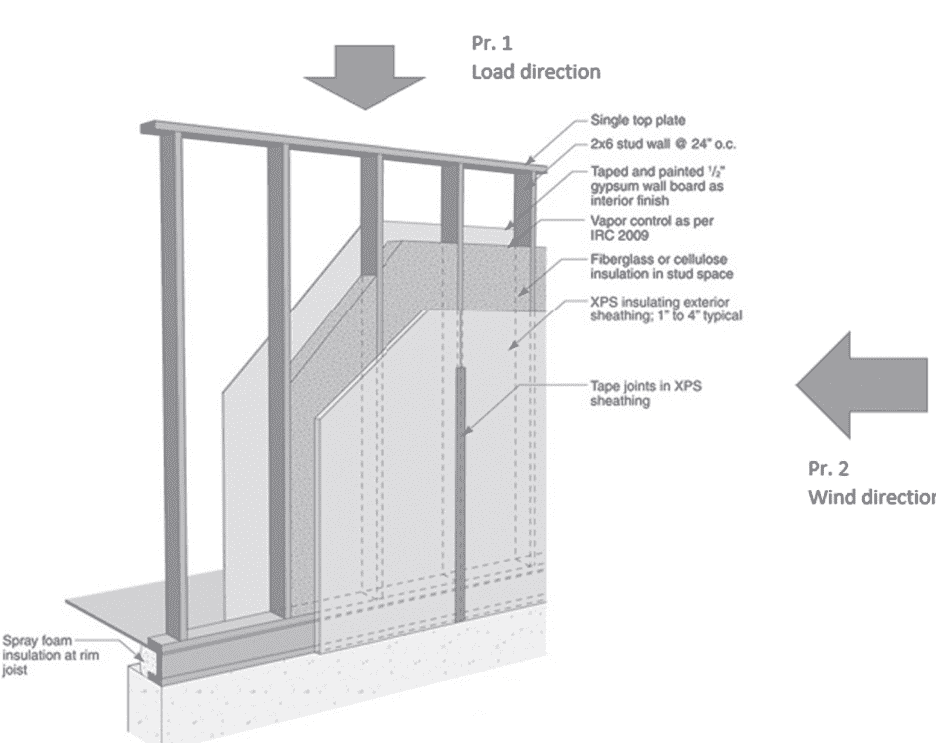 Pr. 1
Load direction
Single top plate
2x6 stud wall @ 24" o.c.
Taped and painted ½"
gypsum wall board as
interior finish
Vapor control as per
IRC 2009
Fiberglass or cellulose
insulation in stud space
XPS insulating exterior
sheathing; 1" to 4" typical
Tape joints in XPS
sheathing
Pr. 2
Wind direction
Spray foam
insulation at rim
joist